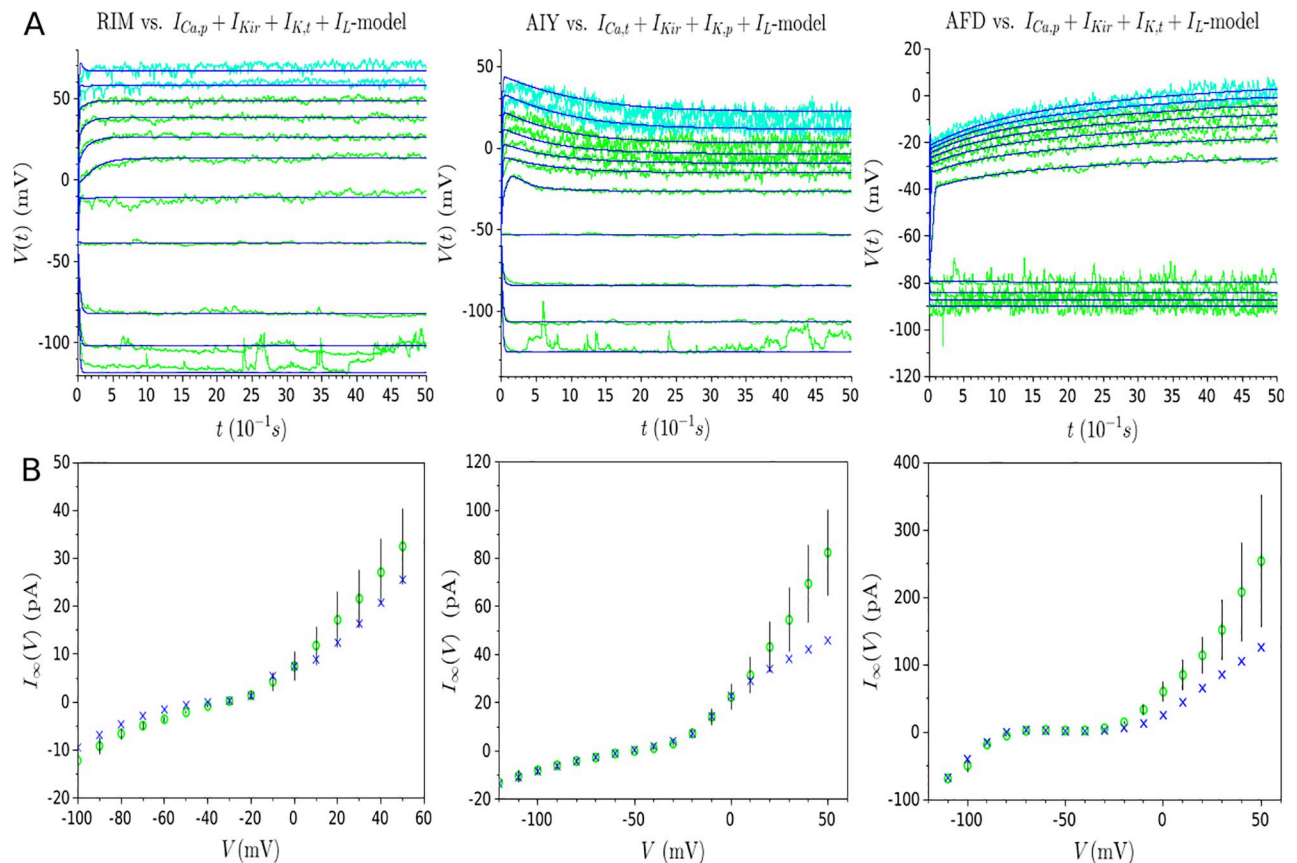 A
RIM vs. $I_{Ca,p} + I_{Kir} + I_{K,t} + I_L$-model
AIY vs. $I_{Ca,t} + I_{Kir} + I_{K,p} + I_L$-model
AFD vs. $I_{Ca,p} + I_{Kir} + I_{K,t} + I_L$-model
V(t) (mV)
50
0
-50
-100
0 5 10 15 20 25 30 35 40 45 50
t (10⁻¹s)
V(t) (mV)
50
0
-50
-100
0 5 10 15 20 25 30 35 40 45 50
t (10⁻¹s)
V(t) (mV)
20
0
-20
-40
-60
-80
-100
-120
0 5 10 15 20 25 30 35 40 45 50
t (10⁻¹s)
B
I∞(V) (pA)
50
40
30
20
10
0
-10
-20
-100 -80 -60 -40 -20 0 20 40 60
V(mV)
I∞(V) (pA)
120
100
80
60
40
20
0
-20
-100 -50 0 50
V (mV)
I∞(V) (pA)
400
300
200
100
0
-100
-100 -50 0 50
V (mV)